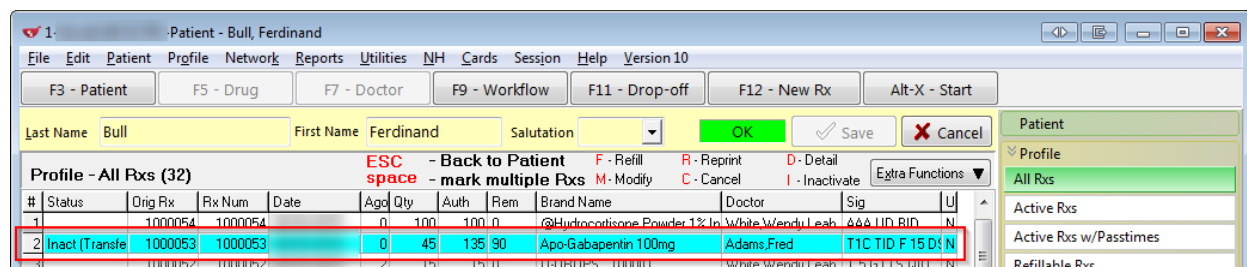 1- -Patient - Bull, Ferdinand
File Edit Patient Profile Network Reports Utilities NH Cards Session Help Version 10
F3 - Patient F5 - Drug F7 - Doctor F9 - Workflow F11 - Drop-off F12 - New Rx Alt-X - Start
Last Name Bull First Name Ferdinand Salutation OK Save Cancel
Patient
Profile - All Rxs (32)
ESC - Back to Patient F - Refill R - Reprint D - Detail
space - mark multiple Rxs M - Modify C - Cancel I - Inactivate
Extra Functions
Profile
All Rxs
Active Rxs
Active Rxs w/Passtimes
Refillable Rxs
# Status Orig Rx Rx Num Date Ago Qty Auth Rem Brand Name Doctor Sig U
1 1000054 1000054 0 100 100 0 @Hydrocortisone Powder 1% In White,Wendy Leah AAA UD BID N
2 Inact (Transfe 1000053 1000053 0 45 135 90 Apo-Gabapentin 100mg Adams,Fred T1C TID F 15 DS N